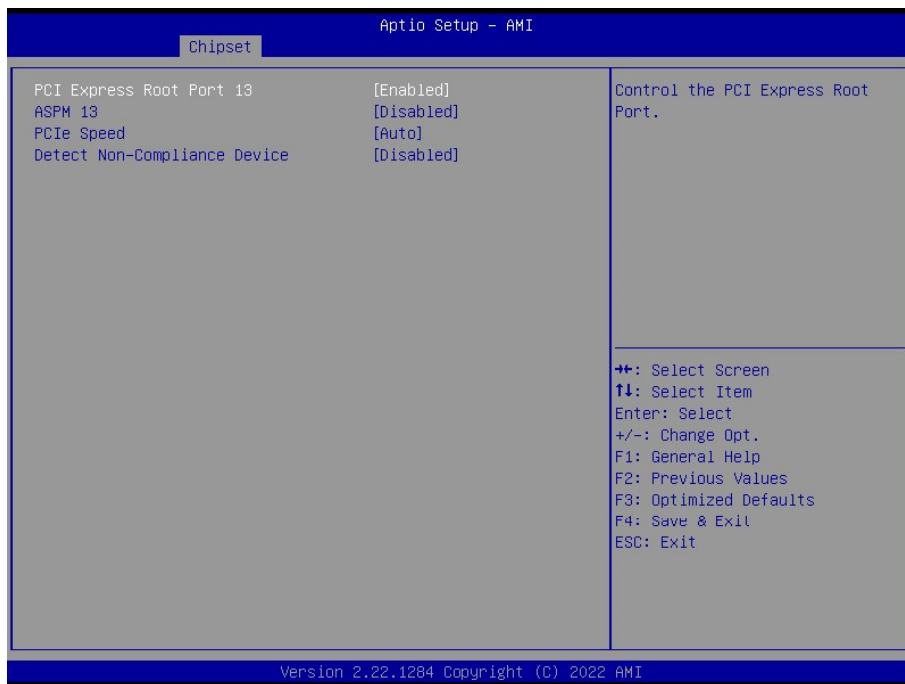 Aptio Setup – AMI
Chipset
PCI Express Root Port 13 [Enabled]
ASPM 13 [Disabled]
PCIe Speed [Auto]
Detect Non-Compliance Device [Disabled]
Control the PCI Express Root
Port.
→←: Select Screen
↑↓: Select Item
Enter: Select
+/-: Change Opt.
F1: General Help
F2: Previous Values
F3: Optimized Defaults
F4: Save & Exit
ESC: Exit
Version 2.22.1284 Copyright (C) 2022 AMI